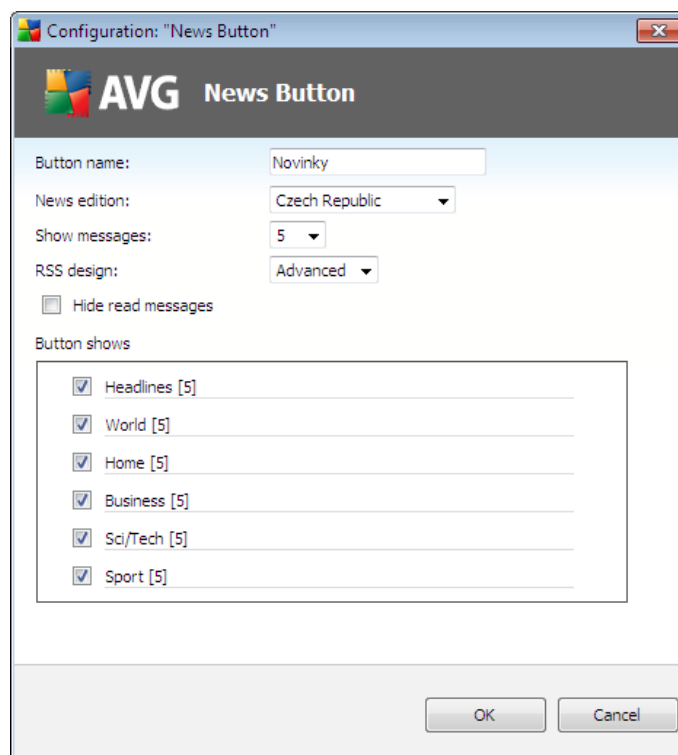 Configuration: "News Button"
AVG News Button
Button name: Novinky
News edition: Czech Republic
Show messages: 5
RSS design: Advanced
Hide read messages
Button shows
Headlines [5]
World [5]
Home [5]
Business [5]
Sci/Tech [5]
Sport [5]
OK Cancel